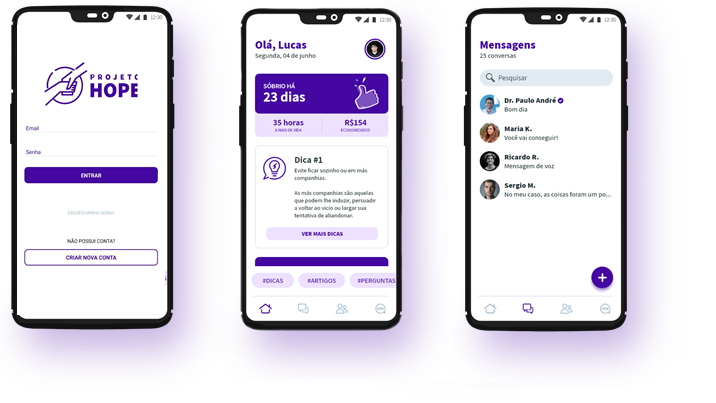 12:30
PROJETO
HOPE
Email
Senha
ENTRAR
ESQUECI MINHA SENHA
NÃO POSSUI CONTA?
CRIAR NOVA CONTA
12:30
Olá, Lucas
Segunda, 04 de junho
SÓBRIO HÁ
23 dias
35 horas
A MAIS DE VIDA
R$154
ECONOMIZADOS
Dica #1
Evite ficar sozinho ou em más
companhias.
As más companhias são aquelas
que podem lhe induzir, persuadir
a voltar ao vicio ou largar sua
tentativa de abandonar.
VER MAIS DICAS
#DICAS
#ARTIGOS
#PERGUNTAS
12:30
Mensagens
25 conversas
Pesquisar
Dr. Paulo André
Bom dia
Maria K.
Você vai conseguir!
Ricardo R.
Mensagem de voz
Sergio M.
No meu caso, as coisas foram um po...